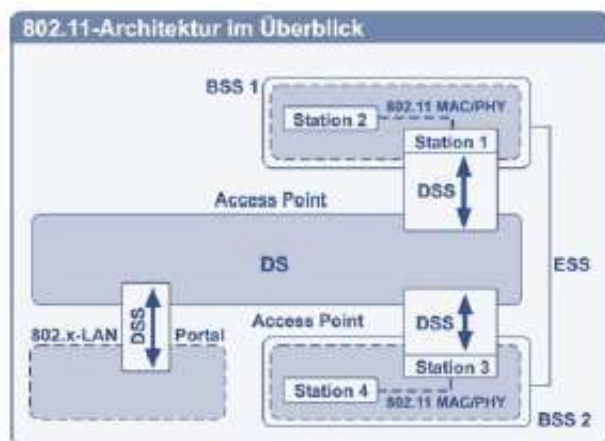 802.11-Architektur im Überblick
BSS 1
802.11 MAC/PHY
Station 2
Station 1
DSS
Access Point
DS
ESS
DSS
802.x-LAN
Portal
Access Point
DSS
Station 3
Station 4
802.11 MAC/PHY
BSS 2